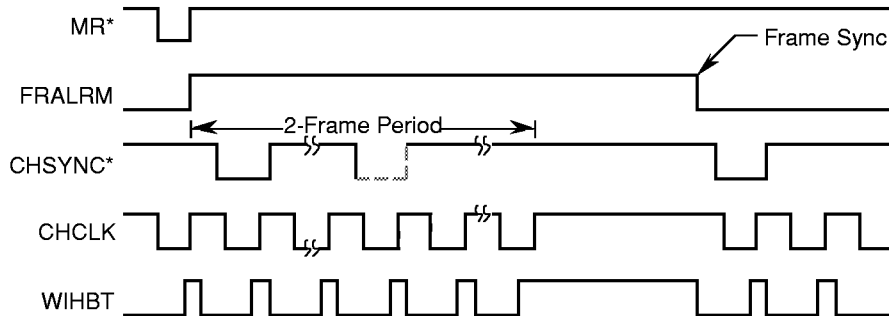 MR*
Frame Sync
FRALRM
2-Frame Period
CHSYNC*
CHCLK
WIHBT